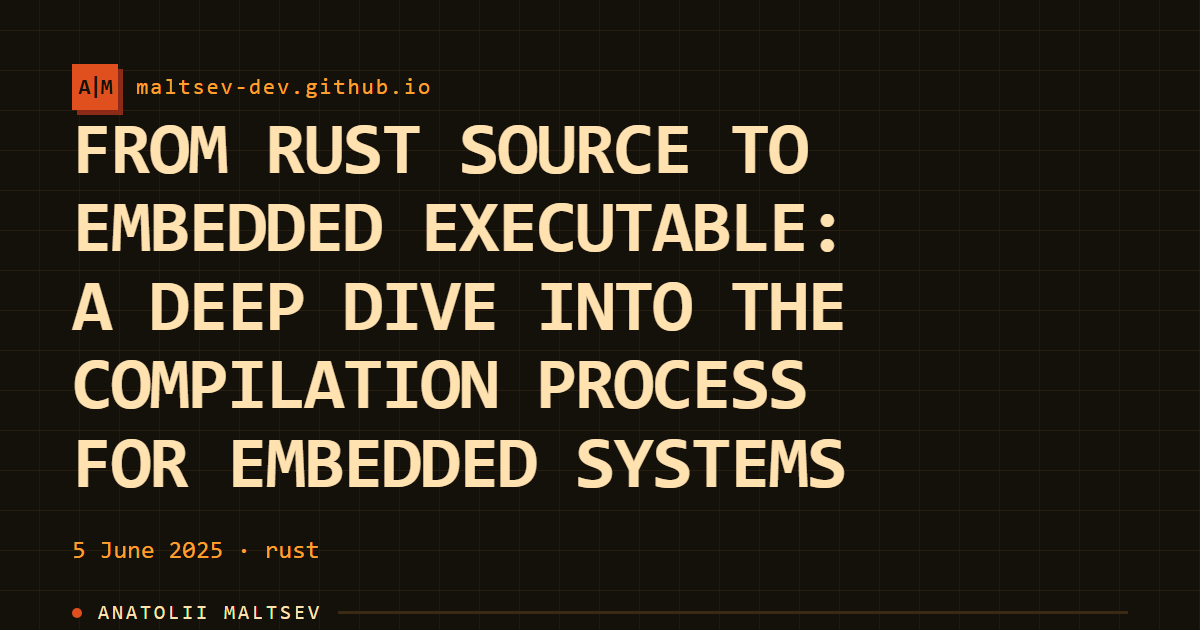 A|M
maltsev-dev.github.io
FROM RUST SOURCE TO
EMBEDDED EXECUTABLE:
A DEEP DIVE INTO THE
COMPILATION PROCESS
FOR EMBEDDED SYSTEMS
5 June 2025 · rust
ANATOLII MALTSEV